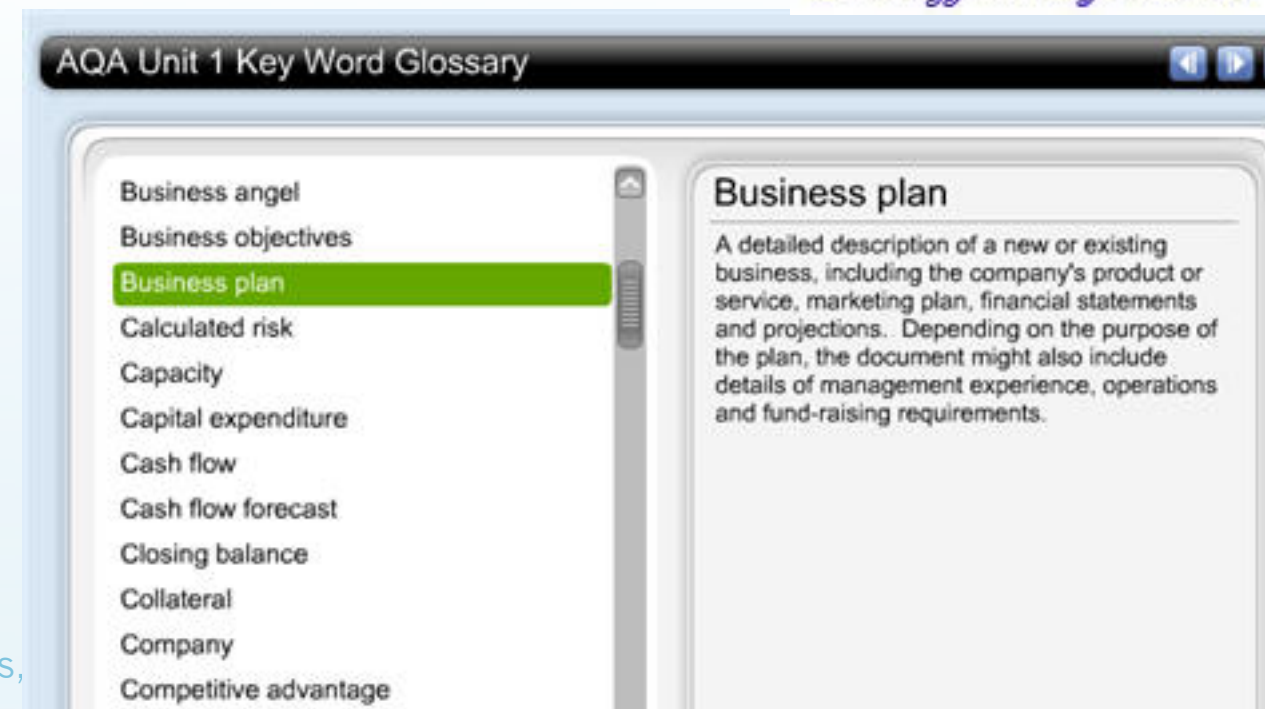 AQA Unit 1 Key Word Glossary
Business angel
Business objectives
Business plan
Calculated risk
Capacity
Capital expenditure
Cash flow
Cash flow forecast
Closing balance
Collateral
Company
Competitive advantage
Business plan
A detailed description of a new or existing
business, including the company's product or
service, marketing plan, financial statements
and projections. Depending on the purpose of
the plan, the document might also include
details of management experience, operations
and fund-raising requirements.
s,